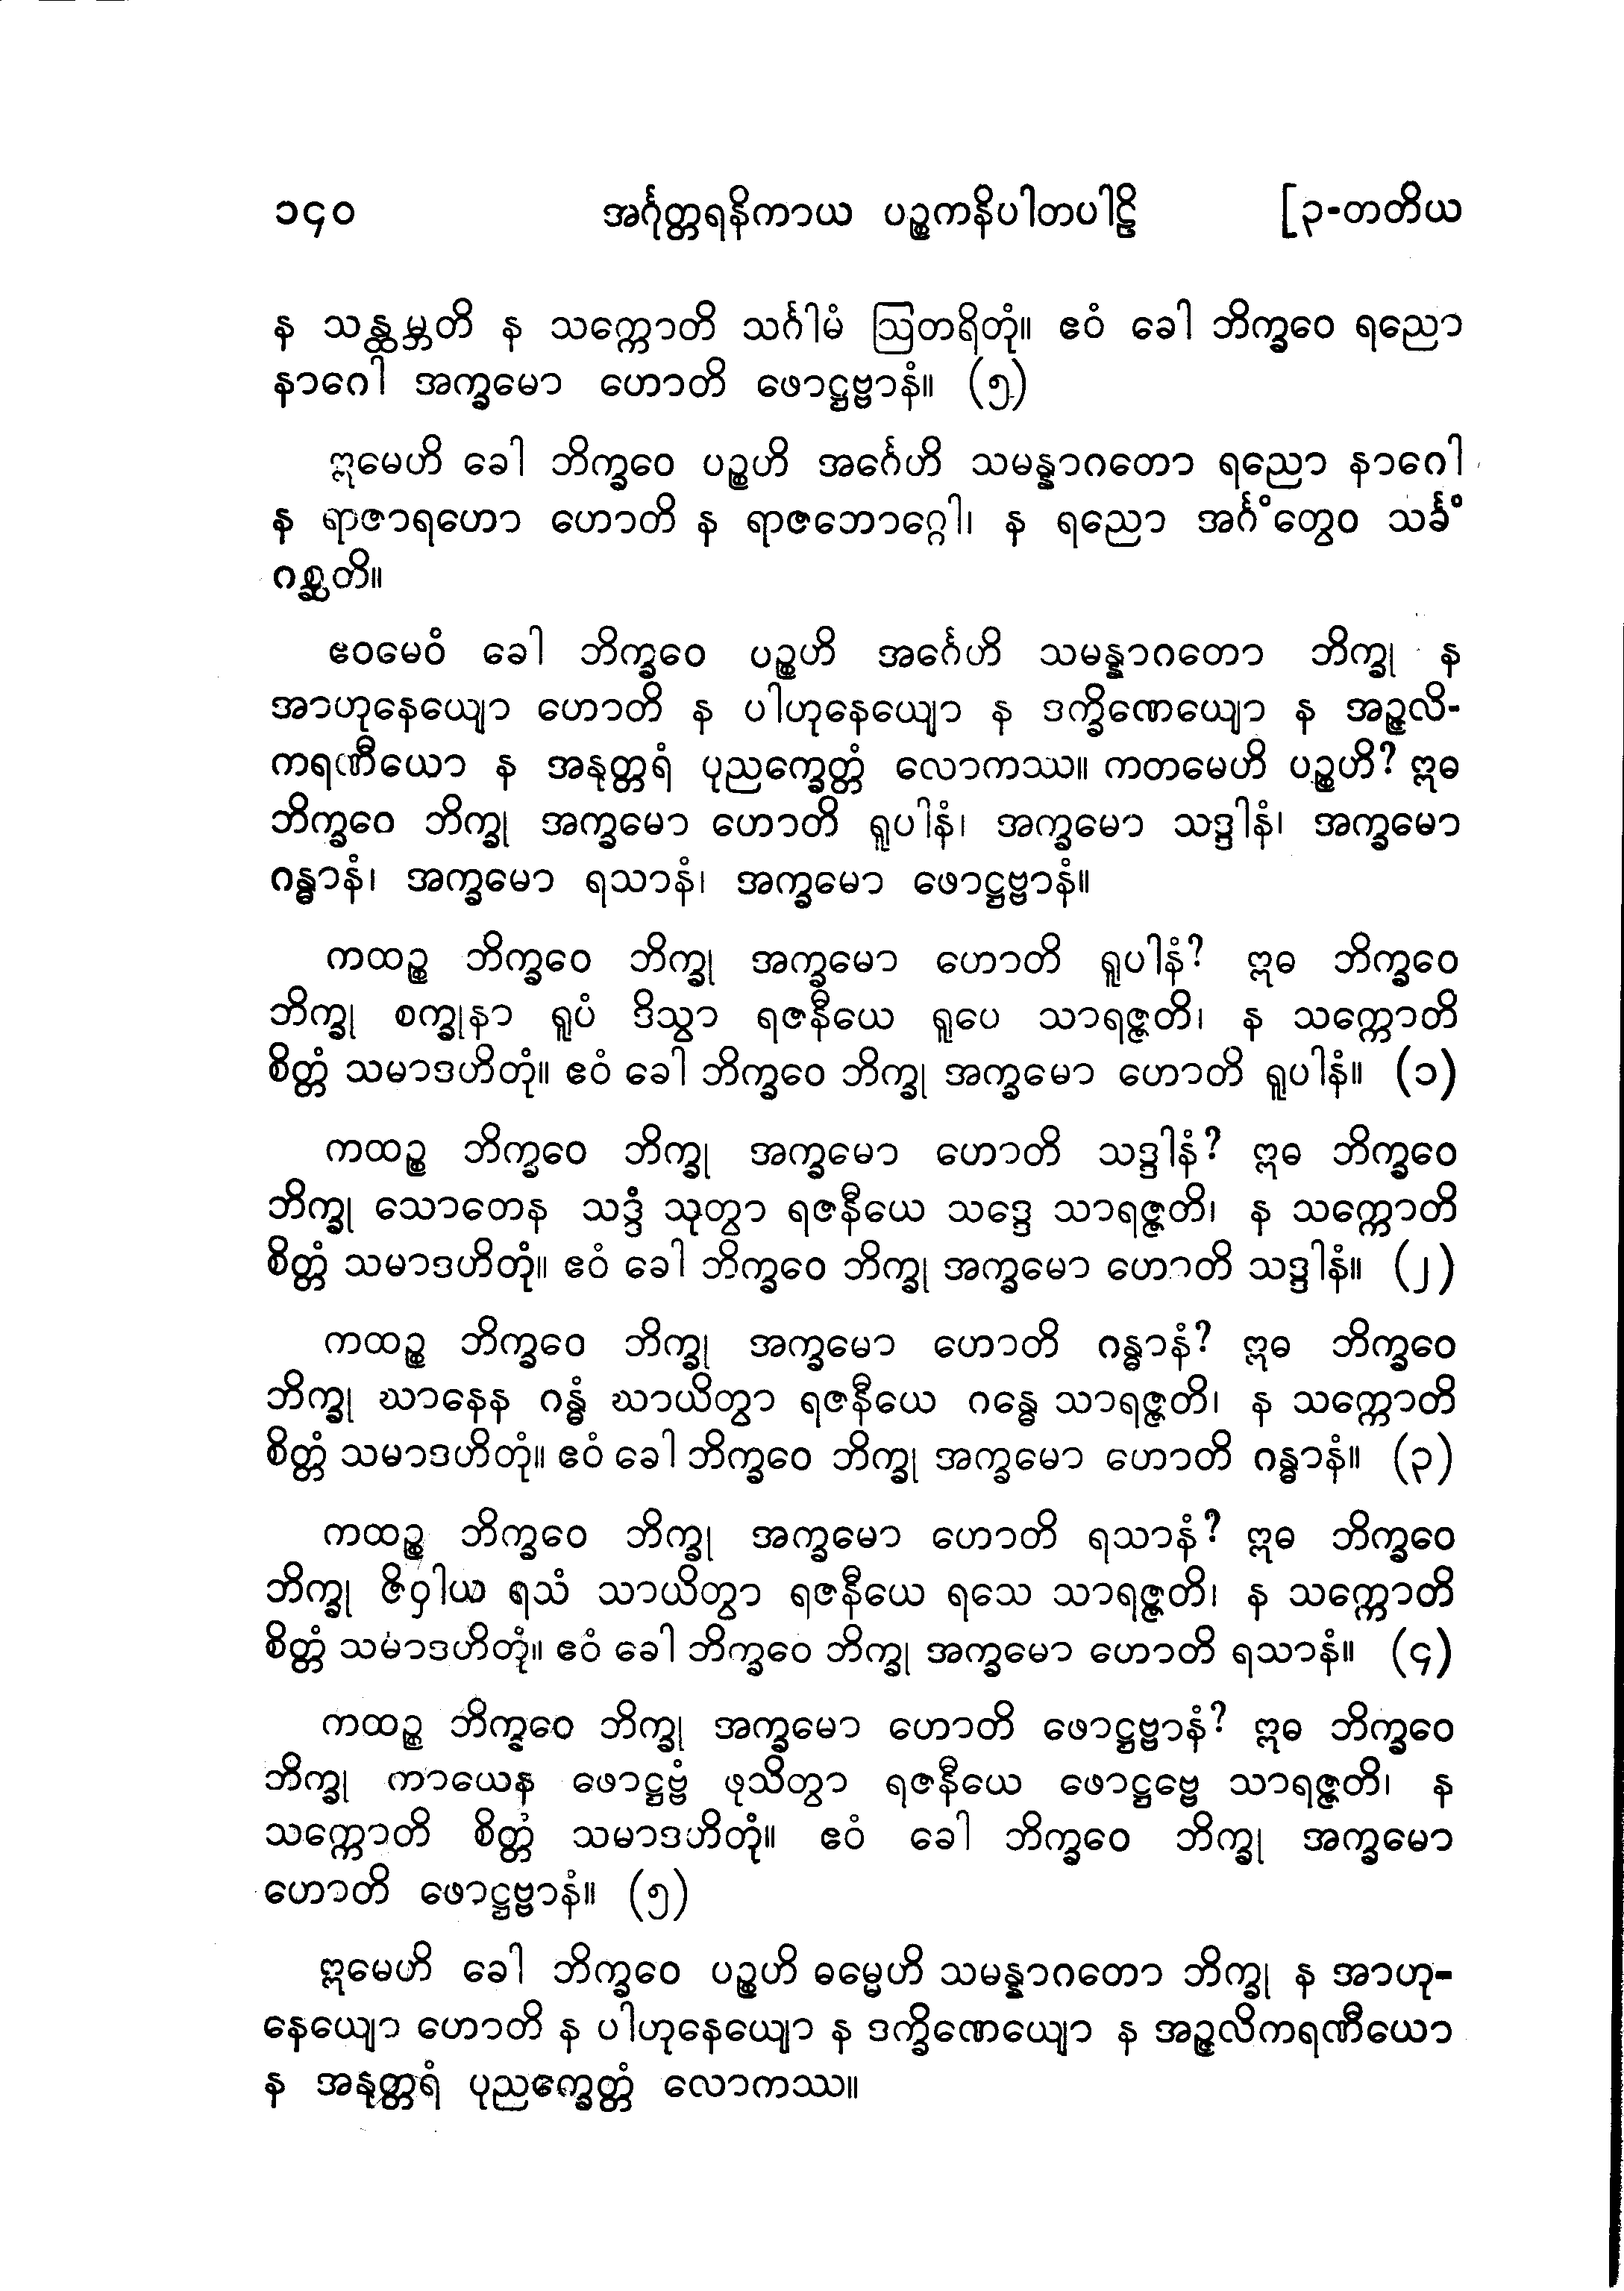 ၁၄၀ အင်္ဂုတ္တရနိကာယ ပဉ္စကနိပါတပါဠိ [၃-တတိယ
န သန္ထမ္ဘတိ န သက္ကောတိ သင်္ဂါမံ ဩတရိတုံ။ ဧဝံ ခေါ ဘိက္ခဝေ ရညော
နာဂေါ အက္ခမော ဟောတိ ဖောဋ္ဌဗ္ဗာနံ။ (၅)
ဣမေဟိ ခေါ ဘိက္ခဝေ ပဉ္စဟိ အင်္ဂေဟိ သမန္နာဂတော ရညော နာဂေါ
န ရာဇာရဟော ဟောတိ န ရာဇဘောဂ္ဂေါ၊ န ရညော အင်္ဂံတွေဝ သင်္ခံ
ဂစ္ဆတိ။
ဧဝမေဝံ ခေါ ဘိက္ခဝေ ပဉ္စဟိ အင်္ဂေဟိ သမန္နာဂတော ဘိက္ခု န
အာဟုနေယျော ဟောတိ န ပါဟုနေယျော န ဒက္ခိဏေယျော န အဉ္ဇလိ-
ကရဏီယော န အနုတ္တရံ ပုညက္ခေတ္တံ လောကဿ။ ကတမေဟိ ပဉ္စဟိ? ဣဓ
ဘိက္ခဝေ ဘိက္ခု အက္ခမော ဟောတိ ရူပါနံ၊ အက္ခမော သဒ္ဒါနံ၊ အက္ခမော
ဂန္ဓာနံ၊ အက္ခမော ရသာနံ၊ အက္ခမော ဖောဋ္ဌဗ္ဗာနံ။
ကထဉ္စ ဘိက္ခဝေ ဘိက္ခု အက္ခမော ဟောတိ ရူပါနံ? ဣဓ ဘိက္ခဝေ
ဘိက္ခု စက္ခုနာ ရူပံ ဒိသွာ ရဇနီယေ ရူပေ သာရဇ္ဇတိ၊ န သက္ကောတိ
စိတ္တံ သမာဒဟိတုံ။ ဧဝံ ခေါ ဘိက္ခဝေ ဘိက္ခု အက္ခမော ဟောတိ ရူပါနံ။ (၁)
ကထဉ္စ ဘိက္ခဝေ ဘိက္ခု အက္ခမော ဟောတိ သဒ္ဒါနံ? ဣဓ ဘိက္ခဝေ
ဘိက္ခု သောတေန သဒ္ဒံ သုတွာ ရဇနီယေ သဒ္ဒေ သာရဇ္ဇတိ၊ န သက္ကောတိ
စိတ္တံ သမာဒဟိတုံ။ ဧဝံ ခေါ ဘိက္ခဝေ ဘိက္ခု အက္ခမော ဟောတိ သဒ္ဒါနံ။ (၂)
ကထဉ္စ ဘိက္ခဝေ ဘိက္ခု အက္ခမော ဟောတိ ဂန္ဓာနံ? ဣဓ ဘိက္ခဝေ
ဘိက္ခု ဃာနေန ဂန္ဓံ ဃာယိတွာ ရဇနီယေ ဂန္ဓေ သာရဇ္ဇတိ၊ န သက္ကောတိ
စိတ္တံ သမာဒဟိတုံ။ ဧဝံ ခေါ ဘိက္ခဝေ ဘိက္ခု အက္ခမော ဟောတိ ဂန္ဓာနံ။ (၃)
ကထဉ္စ ဘိက္ခဝေ ဘိက္ခု အက္ခမော ဟောတိ ရသာနံ? ဣဓ ဘိက္ခဝေ
ဘိက္ခု ဇိဝှါယ ရသံ သာယိတွာ ရဇနီယေ ရသေ သာရဇ္ဇတိ၊ န သက္ကောတိ
စိတ္တံ သမာဒဟိတုံ။ ဧဝံ ခေါ ဘိက္ခဝေ ဘိက္ခု အက္ခမော ဟောတိ ရသာနံ။ (၄)
ကထဉ္စ ဘိက္ခဝေ ဘိက္ခု အက္ခမော ဟောတိ ဖောဋ္ဌဗ္ဗာနံ? ဣဓ ဘိက္ခဝေ
ဘိက္ခု ကာယေန ဖောဋ္ဌဗ္ဗံ ဖုသိတွာ ရဇနီယေ ဖောဋ္ဌဗ္ဗေ သာရဇ္ဇတိ၊ န
သက္ကောတိ စိတ္တံ သမာဒဟိတုံ။ ဧဝံ ခေါ ဘိက္ခဝေ ဘိက္ခု အက္ခမော
ဟောတိ ဖောဋ္ဌဗ္ဗာနံ။ (၅)
ဣမေဟိ ခေါ ဘိက္ခဝေ ပဉ္စဟိ ဓမ္မေဟိ သမန္နာဂတော ဘိက္ခု န အာဟု-
နေယျော ဟောတိ န ပါဟုနေယျော န ဒက္ခိဏေယျော န အဉ္ဇလိကရဏီယော
န အနုတ္တရံ ပုညက္ခေတ္တံ လောကဿ။